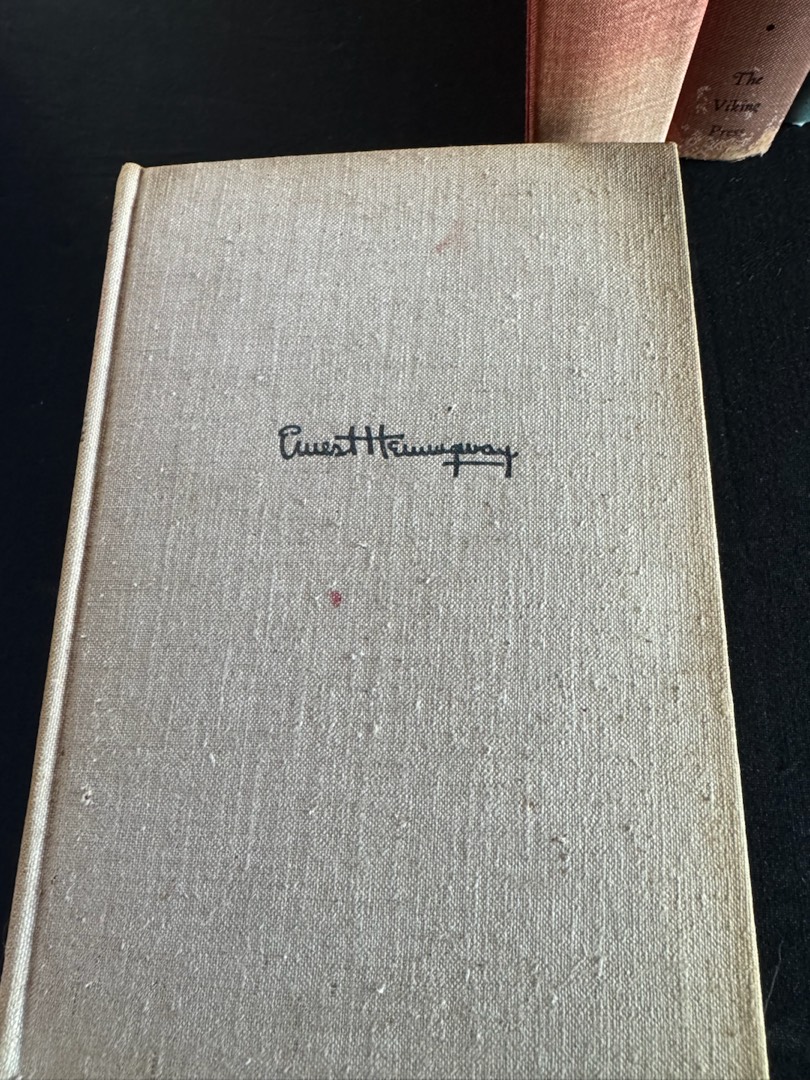 The
Viking
Press
Ernest Hemingway